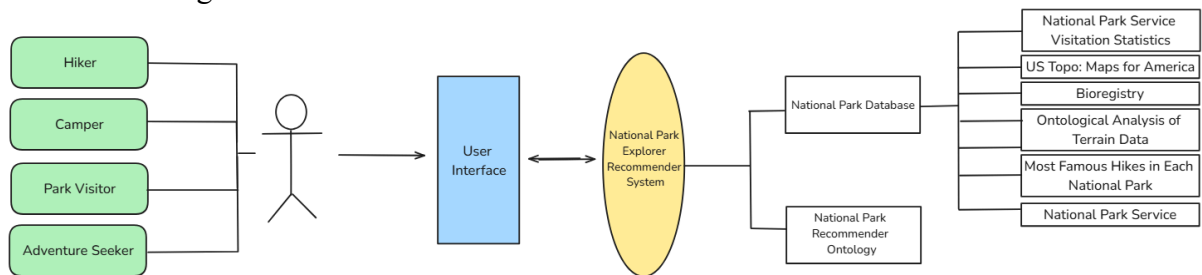 Hiker
Camper
Park Visitor
Adventure Seeker
User
Interface
National Park
Explorer
Recommender
System
National Park Database
National Park
Recommender
Ontology
National Park Service
Visitation Statistics
US Topo: Maps for America
Bioregistry
Ontological Analysis of
Terrain Data
Most Famous Hikes in Each
National Park
National Park Service